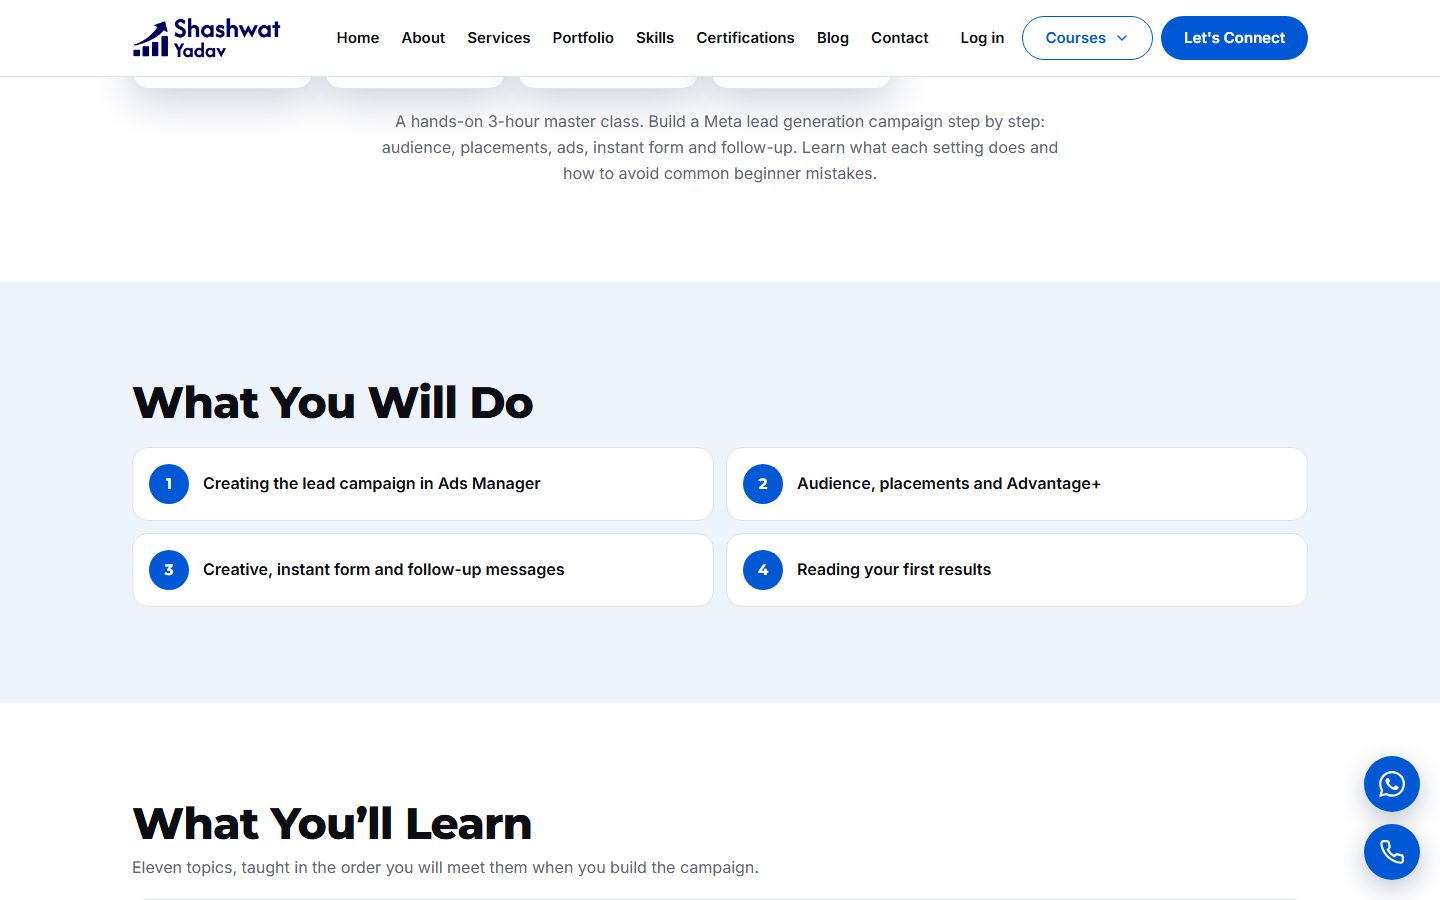 Shashwat
Yadav
Home About Services Portfolio Skills Certifications Blog Contact Log in Courses Let's Connect
A hands-on 3-hour master class. Build a Meta lead generation campaign step by step:
audience, placements, ads, instant form and follow-up. Learn what each setting does and
how to avoid common beginner mistakes.
What You Will Do
1 Creating the lead campaign in Ads Manager
2 Audience, placements and Advantage+
3 Creative, instant form and follow-up messages
4 Reading your first results
What You’ll Learn
Eleven topics, taught in the order you will meet them when you build the campaign.